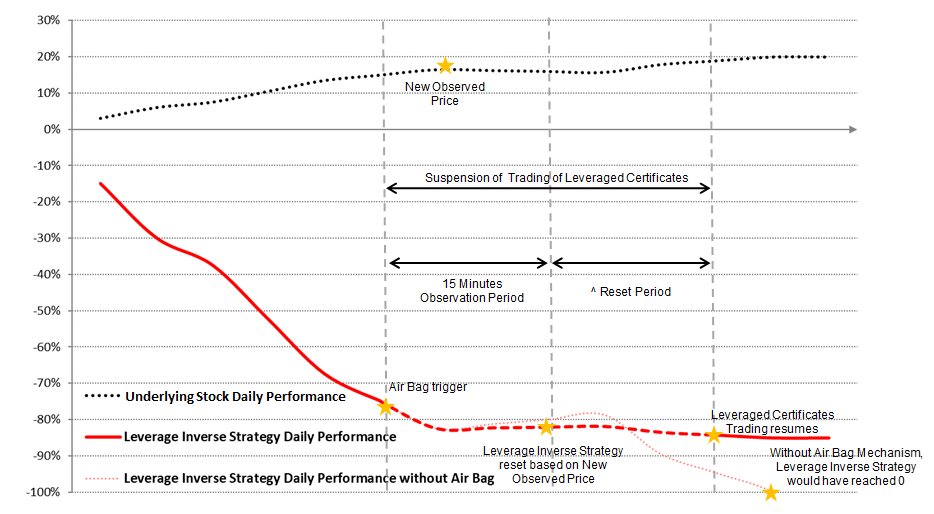 30%
20%
10%
0%
-10%
-20%
-30%
-40%
-50%
-60%
-70%
-80%
-90%
-100%
New Observed
Price
Suspension of Trading of Leveraged Certificates
15 Minutes
Observation Period
^ Reset Period
Air Bag trigger
Underlying Stock Daily Performance
Leverage Inverse Strategy Daily Performance
Leverage Inverse Strategy Daily Performance without Air Bag
Leverage Inverse Strategy
reset based on New
Observed Price
Leveraged Certificates
Trading resumes
Without Air Bag Mechanism,
Leverage Inverse Strategy
would have reached 0